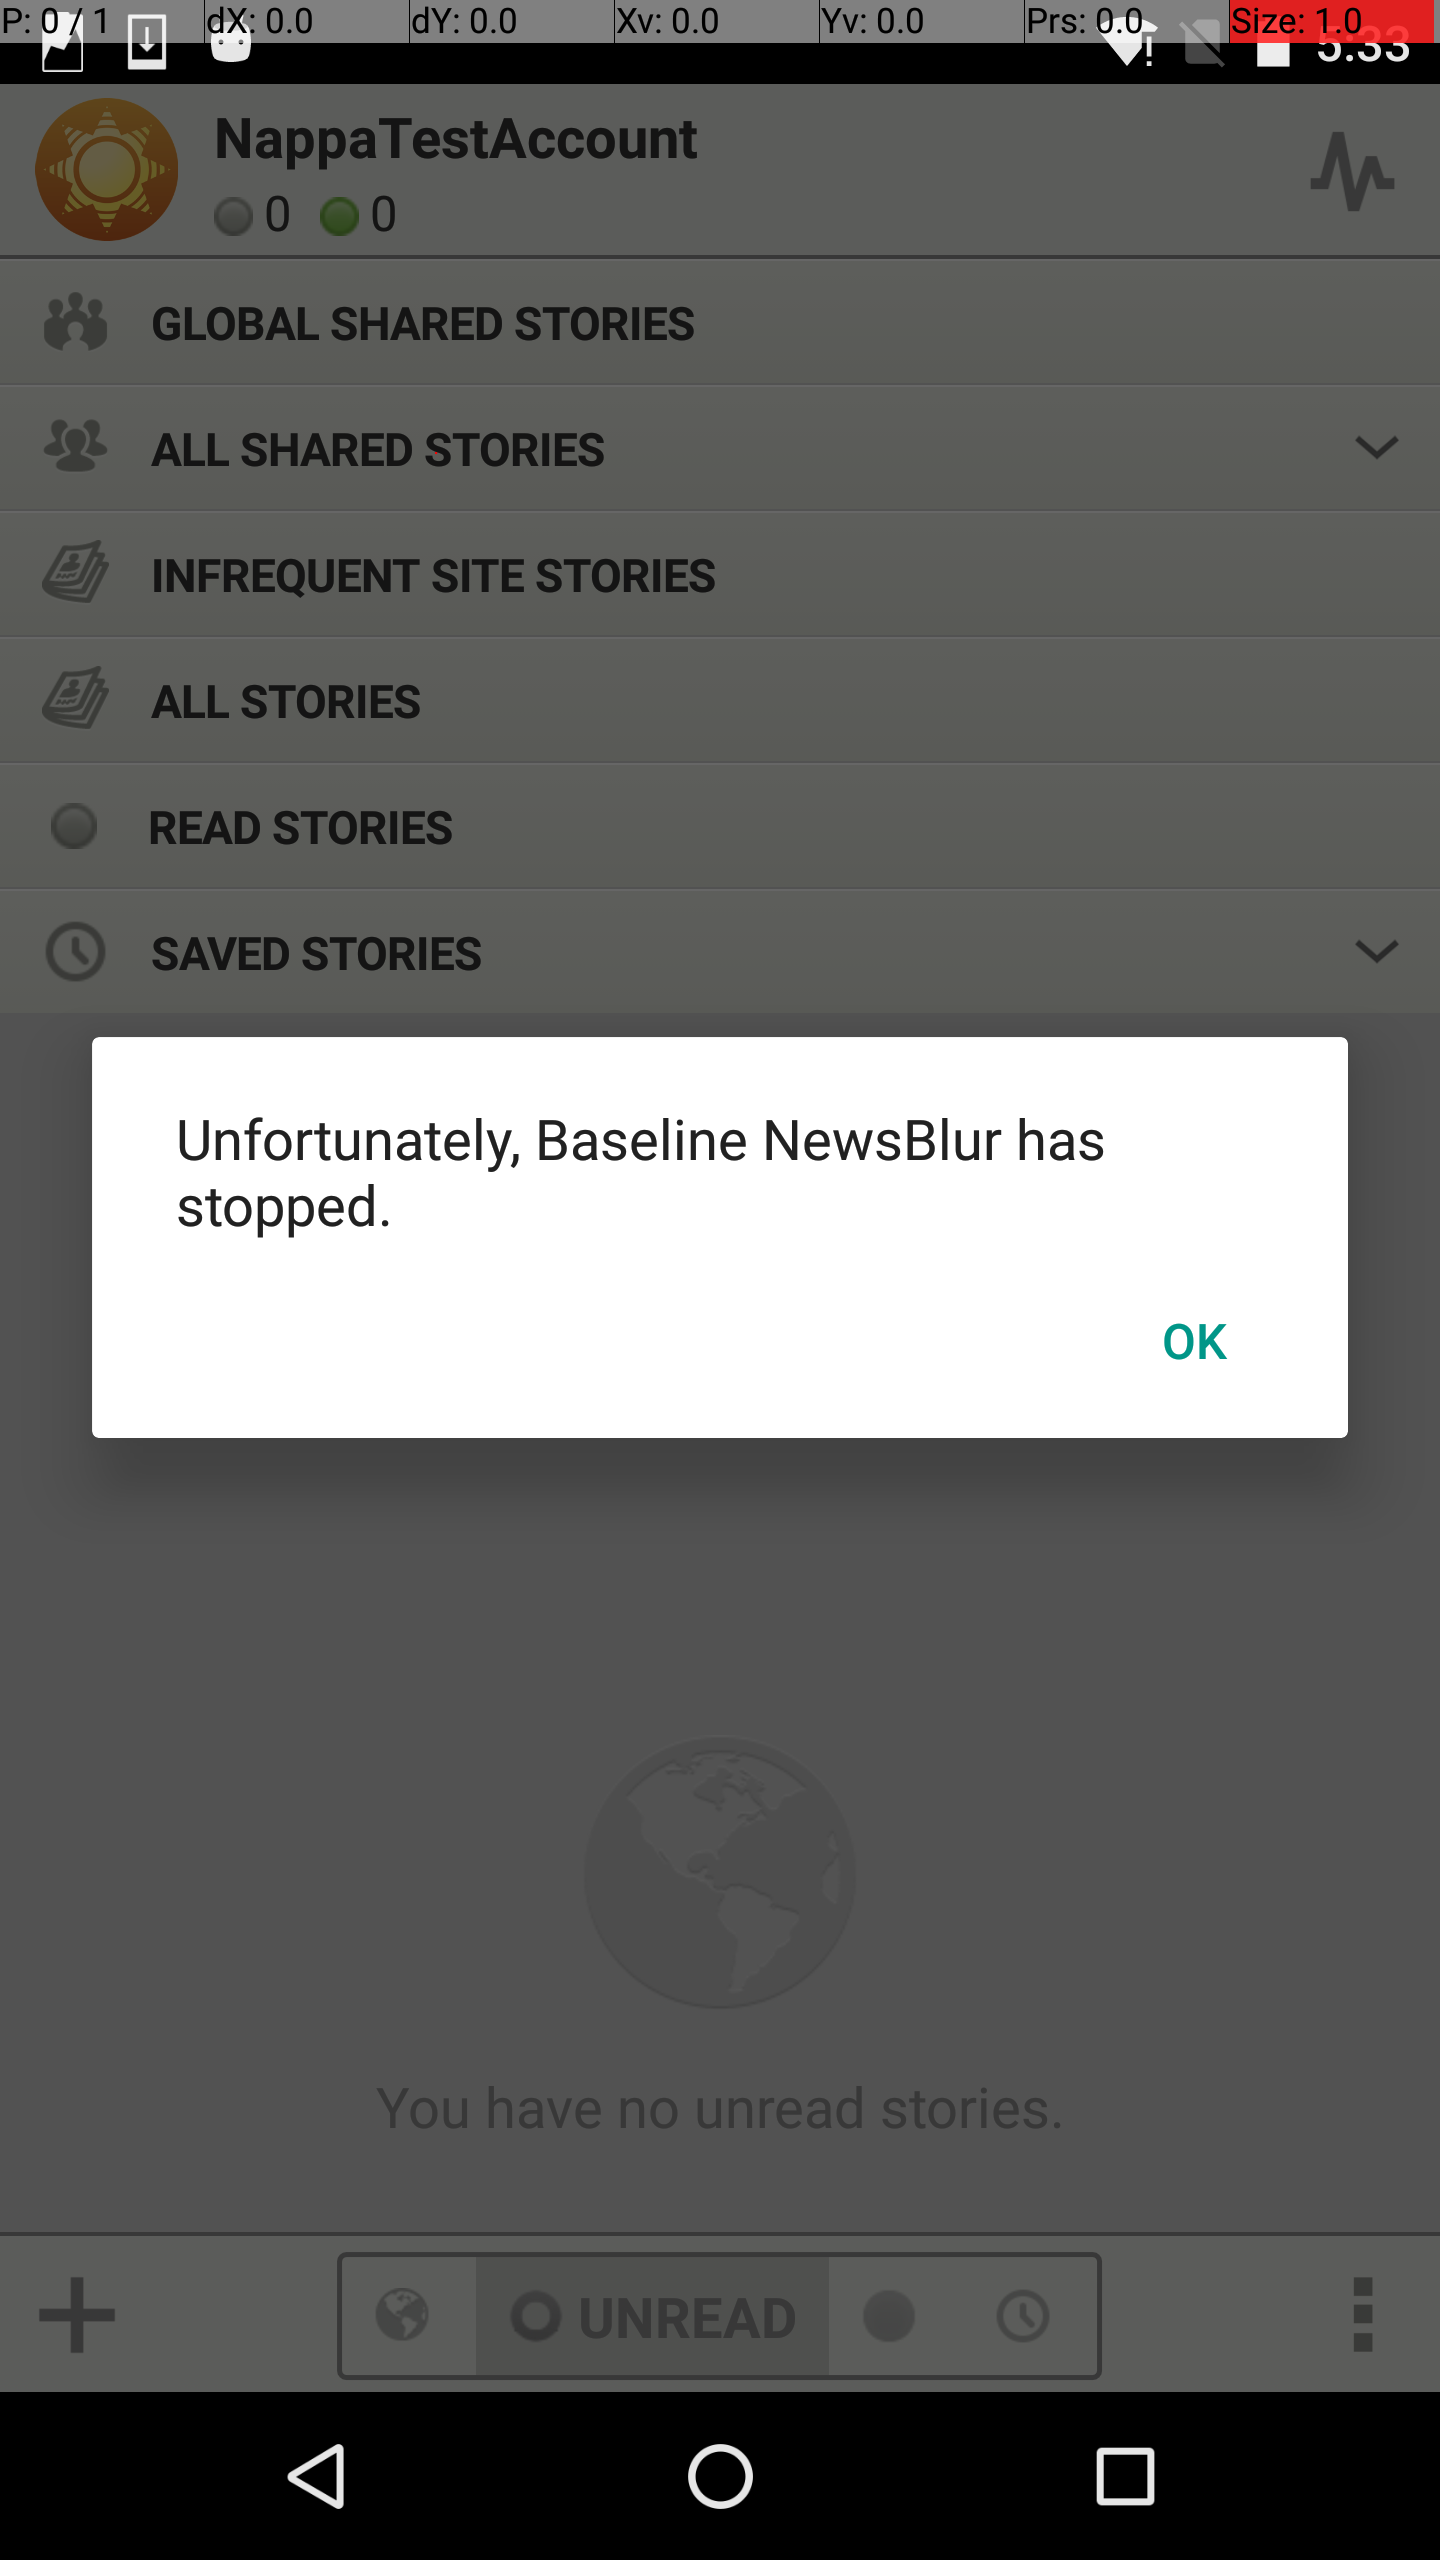 P: 0 / 1 dX: 0.0 dY: 0.0 Xv: 0.0 Yv: 0.0 Prs: 0.0 Size: 1.0
5:33
NappaTestAccount
0 0
GLOBAL SHARED STORIES
ALL SHARED STORIES
INFREQUENT SITE STORIES
ALL STORIES
READ STORIES
SAVED STORIES
Unfortunately, Baseline NewsBlur has
stopped.
OK
You have no unread stories.
UNREAD